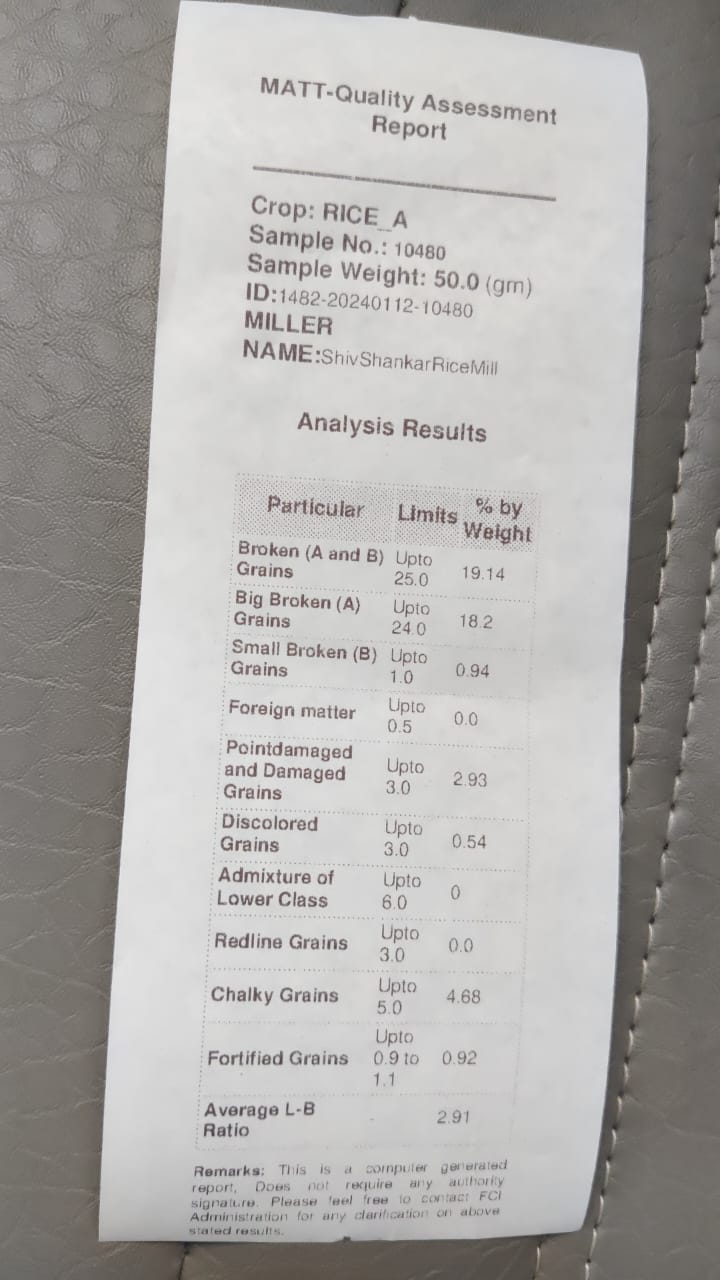 MATT-Quality Assessment
Report
Crop: RICE_A
Sample No.: 10480
Sample Weight: 50.0 (gm)
ID:1482-20240112-10480
MILLER
NAME:ShivShankarRiceMill
Analysis Results
Particular Limits % by Weight
Broken (A and B) Grains Upto 25.0 19.14
Big Broken (A) Grains Upto 24.0 18.2
Small Broken (B) Grains Upto 1.0 0.94
Foreign matter Upto 0.5 0.0
Pointdamaged and Damaged Grains Upto 3.0 2.93
Discolored Grains Upto 3.0 0.54
Admixture of Lower Class Upto 6.0 0
Redline Grains Upto 3.0 0.0
Chalky Grains Upto 5.0 4.68
Fortified Grains Upto 0.9 to 1.1 0.92
Average L-B Ratio - 2.91
Remarks: This is a computer generated
report, Does not require any authority
signature. Please feel free to contact FCI
Administration for any clarification on above
stated results.